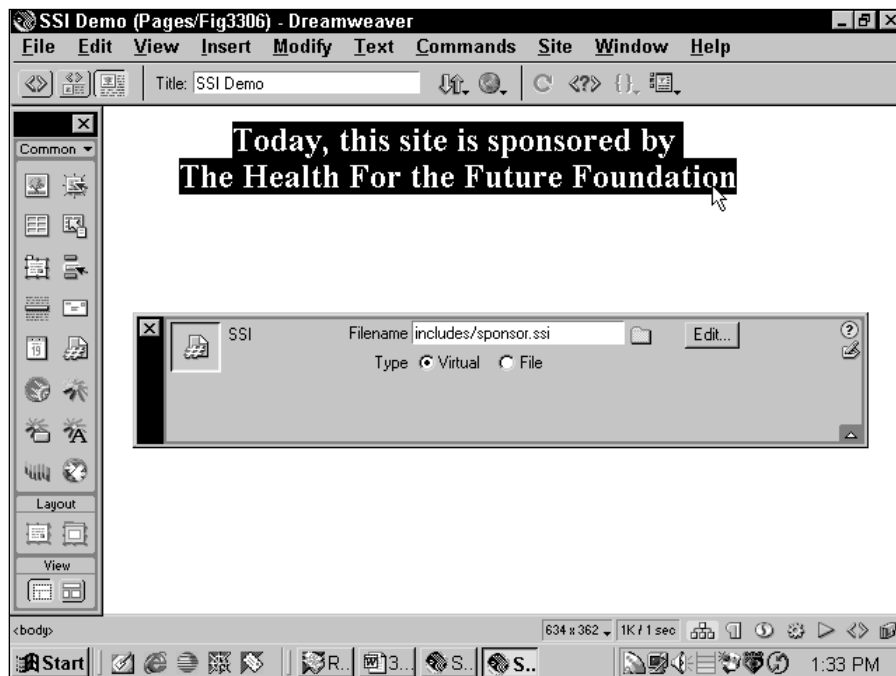 SSI Demo (Pages/Fig3306) - Dreamweaver
File Edit View Insert Modify Text Commands Site Window Help
Title: SSI Demo
Common
Today, this site is sponsored by
The Health For the Future Foundation
SSI Filename includes/sponsor.ssi Edit...
Type Virtual File
Layout
View
<body> 634 x 362 1K / 1 sec
Start R.. 3... S.. S.. 1:33 PM